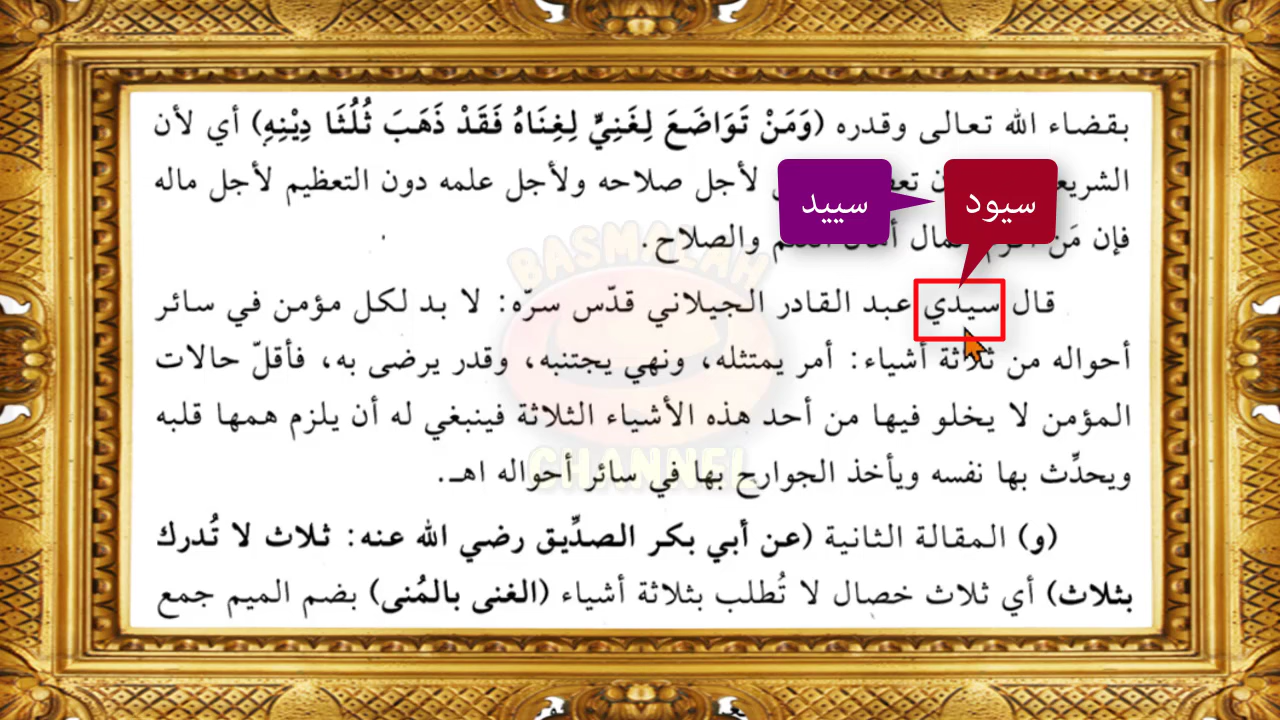 بقضاء الله تعالى وقدره (وَمَنْ تَوَاضَعَ لِغَنِيٍّ لِغِنَاهُ فَقَدْ ذَهَبَ ثُلُثَا دِيْنِهِ) أي لأن
لأجل صلاحه ولأجل علمه دون التعظيم لأجل ماله
سيود
سييد
فإن مَن والصلاح.
BASMALAH
قال سيدي عبد القادر الجيلاني قدّس سرّه: لا بد لكل مؤمن في سائر
أحواله من ثلاثة أشياء: أمر يمتثله، ونهي يجتنبه، وقدر يرضى به، فأقلّ حالات
المؤمن لا يخلو فيها من أحد هذه الأشياء الثلاثة فينبغي له أن يلزم همها قلبه
ويحدِّث بها نفسه ويأخذ الجوارح بها في سائر أحواله اهـ.
CHANNEL
(و) المقالة الثانية (عن أبي بكر الصدِّيق رضي الله عنه: ثلاث لا تُدرك
بثلاث) أي ثلاث خصال لا تُطلب بثلاثة أشياء (الغنى بالمُنى) بضم الميم جمع